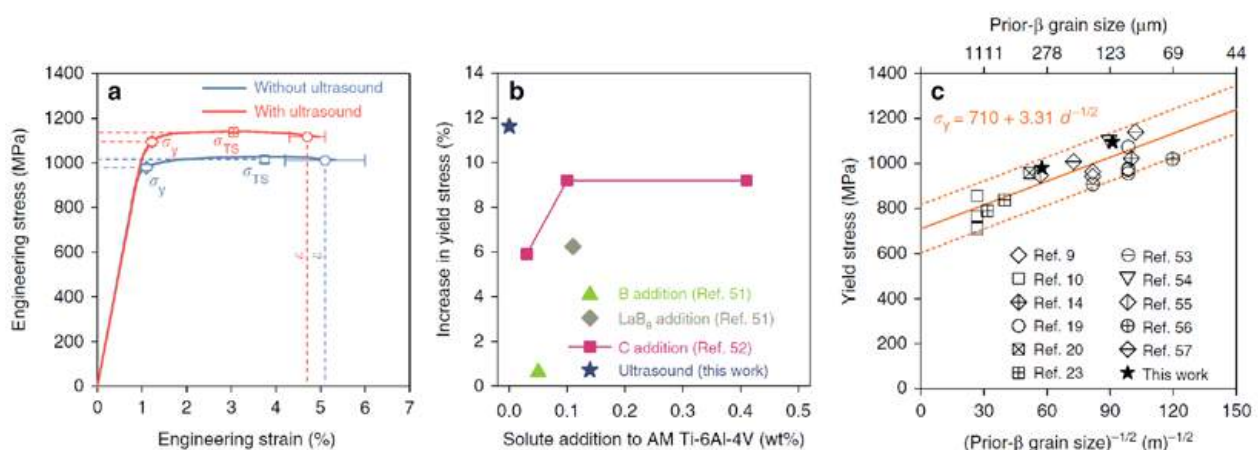 a
Without ultrasound
With ultrasound
σy
σTS
σy
σTS
1400
1200
1000
800
600
400
200
0
0 1 2 3 4 5 6 7
Engineering stress (MPa)
Engineering strain (%)
b
14
12
10
8
6
4
2
0
0.0 0.1 0.2 0.3 0.4 0.5
Increase in yield stress (%)
B addition (Ref. 51)
LaB6 addition (Ref. 51)
C addition (Ref. 52)
Ultrasound (this work)
Solute addition to AM Ti-6Al-4V (wt%)
Prior-β grain size (μm)
1111 278 123 69 44
c
σy = 710 + 3.31 d−1/2
1400
1200
1000
800
600
400
200
0
Yield stress (MPa)
Ref. 9 Ref. 53
Ref. 10 Ref. 54
Ref. 14 Ref. 55
Ref. 19 Ref. 56
Ref. 20 Ref. 57
Ref. 23 This work
0 30 60 90 120 150
(Prior-β grain size)−1/2 (m)−1/2